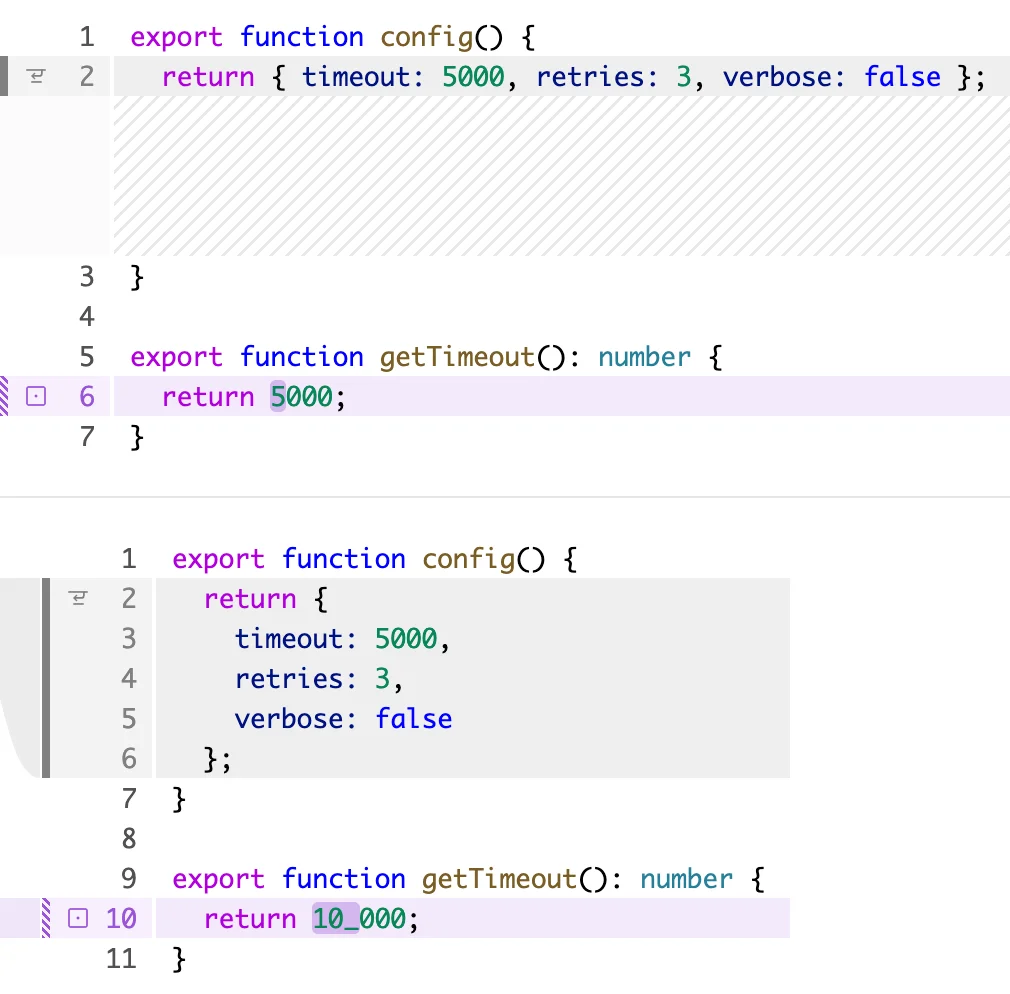 1 export function config() {
2   return { timeout: 5000, retries: 3, verbose: false };
3 }
4
5 export function getTimeout(): number {
6   return 5000;
7 }
1 export function config() {
2   return {
3     timeout: 5000,
4     retries: 3,
5     verbose: false
6   };
7 }
8
9 export function getTimeout(): number {
10   return 10_000;
11 }